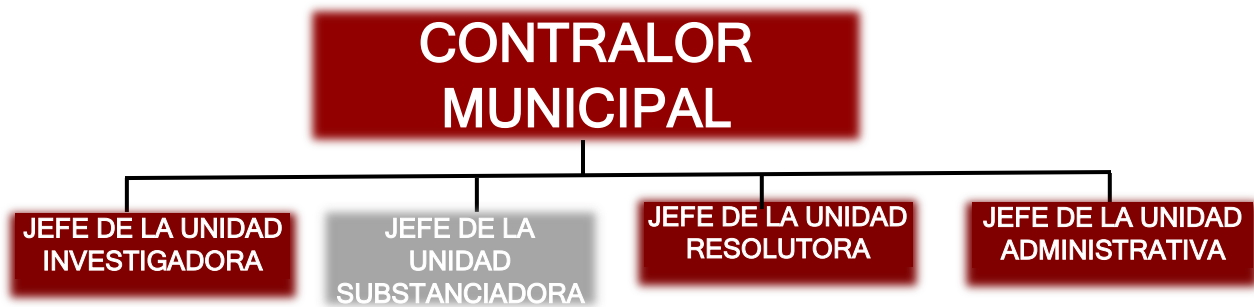 CONTRALOR
MUNICIPAL
JEFE DE LA UNIDAD
INVESTIGADORA
JEFE DE LA
UNIDAD
SUBSTANCIADORA
JEFE DE LA UNIDAD
RESOLUTORA
JEFE DE LA UNIDAD
ADMINISTRATIVA